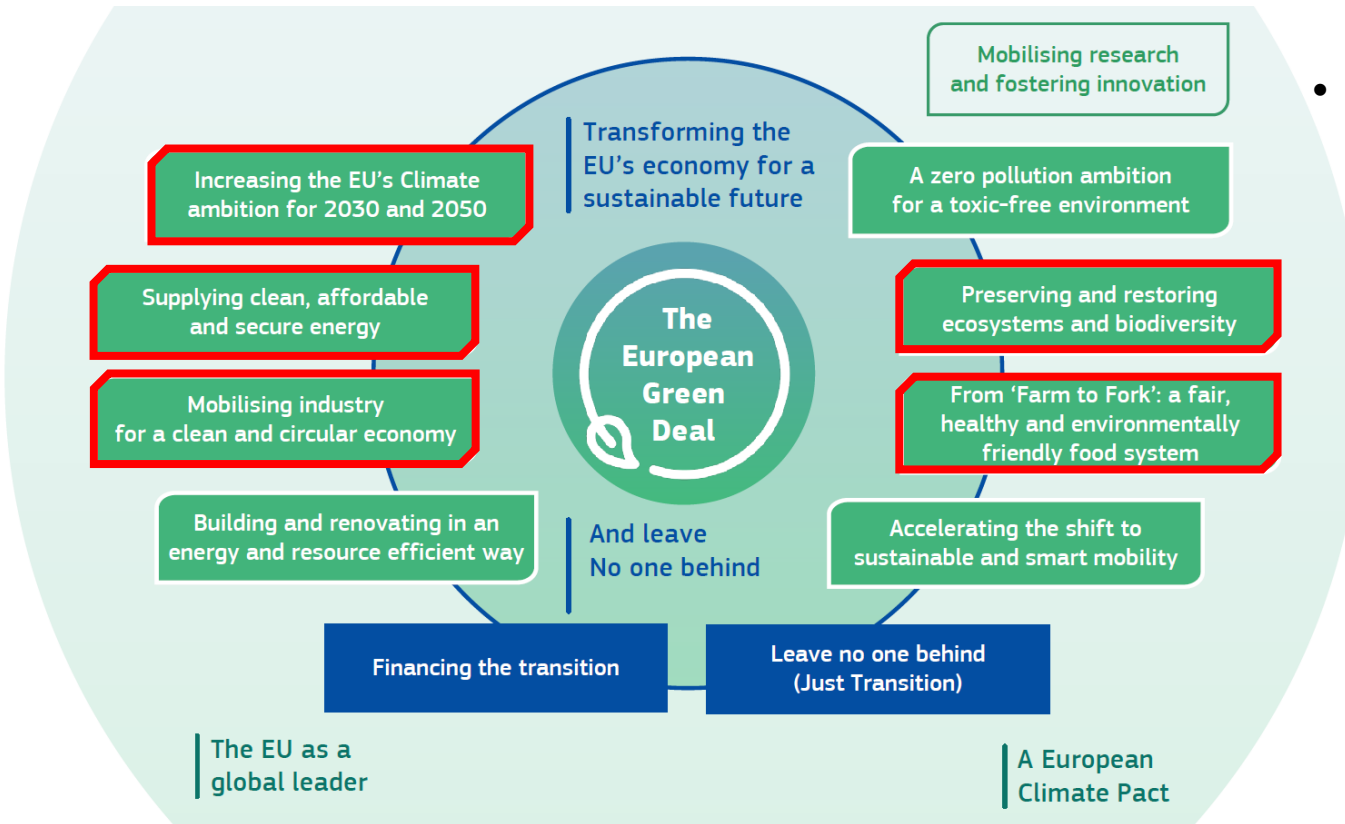 Mobilising research
and fostering innovation
Transforming the
EU's economy for a
sustainable future
Increasing the EU's Climate
ambition for 2030 and 2050
A zero pollution ambition
for a toxic-free environment
Supplying clean, affordable
and secure energy
Preserving and restoring
ecosystems and biodiversity
The
European
Green
Deal
Mobilising industry
for a clean and circular economy
From ‘Farm to Fork’: a fair,
healthy and environmentally
friendly food system
Building and renovating in an
energy and resource efficient way
And leave
No one behind
Accelerating the shift to
sustainable and smart mobility
Financing the transition
Leave no one behind
(Just Transition)
The EU as a
global leader
A European
Climate Pact